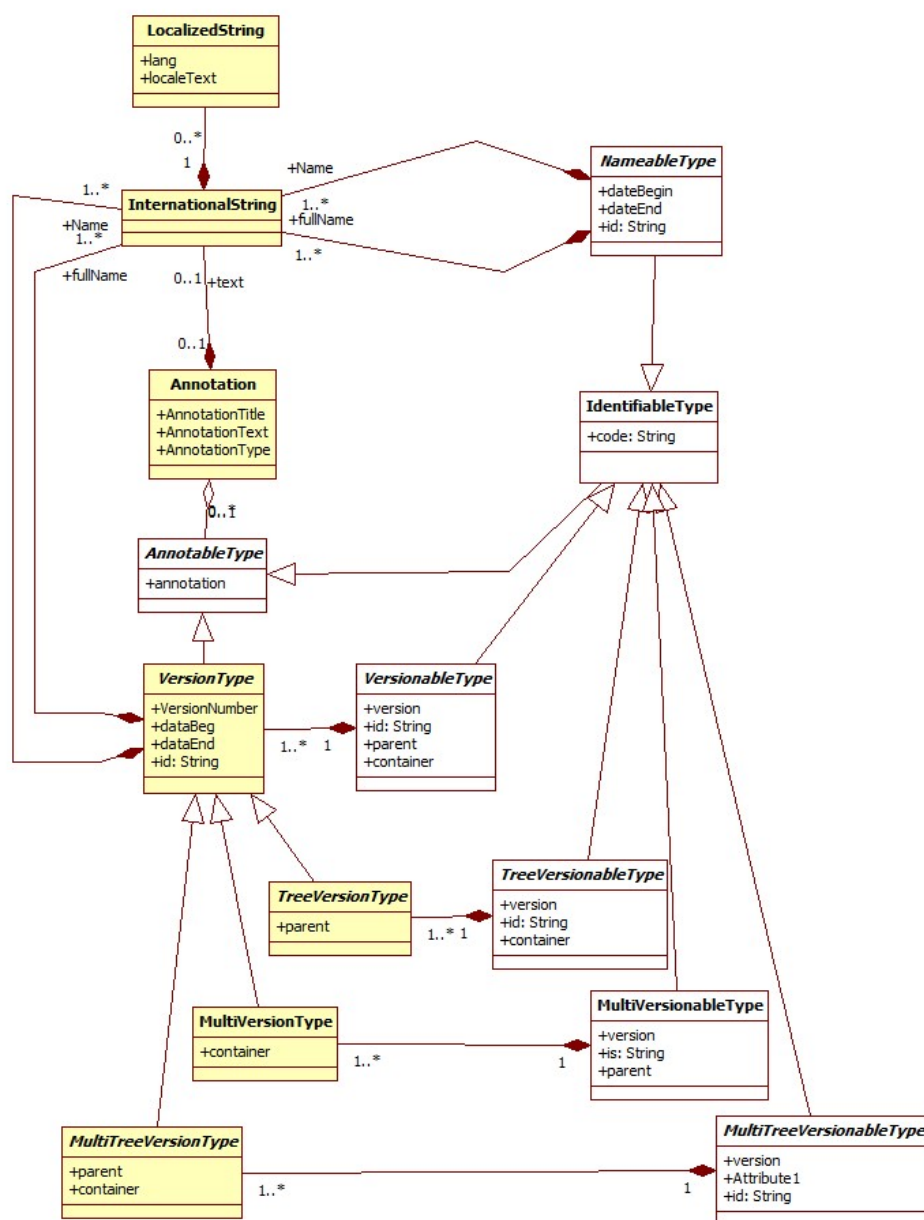 LocalizedString
+lang
+localeText
0..*
1
InternationalString
1..*
+Name
1..*
+fullName
+Name
1..*
+fullName
1..*
NameableType
+dateBegin
+dateEnd
+id: String
0..1
+text
0..1
Annotation
+AnnotationTitle
+AnnotationText
+AnnotationType
IdentifiableType
+code: String
AnnotableType
+annotation
VersionType
+VersionNumber
+dataBeg
+dataEnd
+id: String
1..*
1
VersionableType
+version
+id: String
+parent
+container
TreeVersionType
+parent
1..*
1
TreeVersionableType
+version
+id: String
+container
MultiVersionType
+container
1..*
1
MultiVersionableType
+version
+is: String
+parent
MultiTreeVersionType
+parent
+container
1..*
1
MultiTreeVersionableType
+version
+Attribute1
+id: String